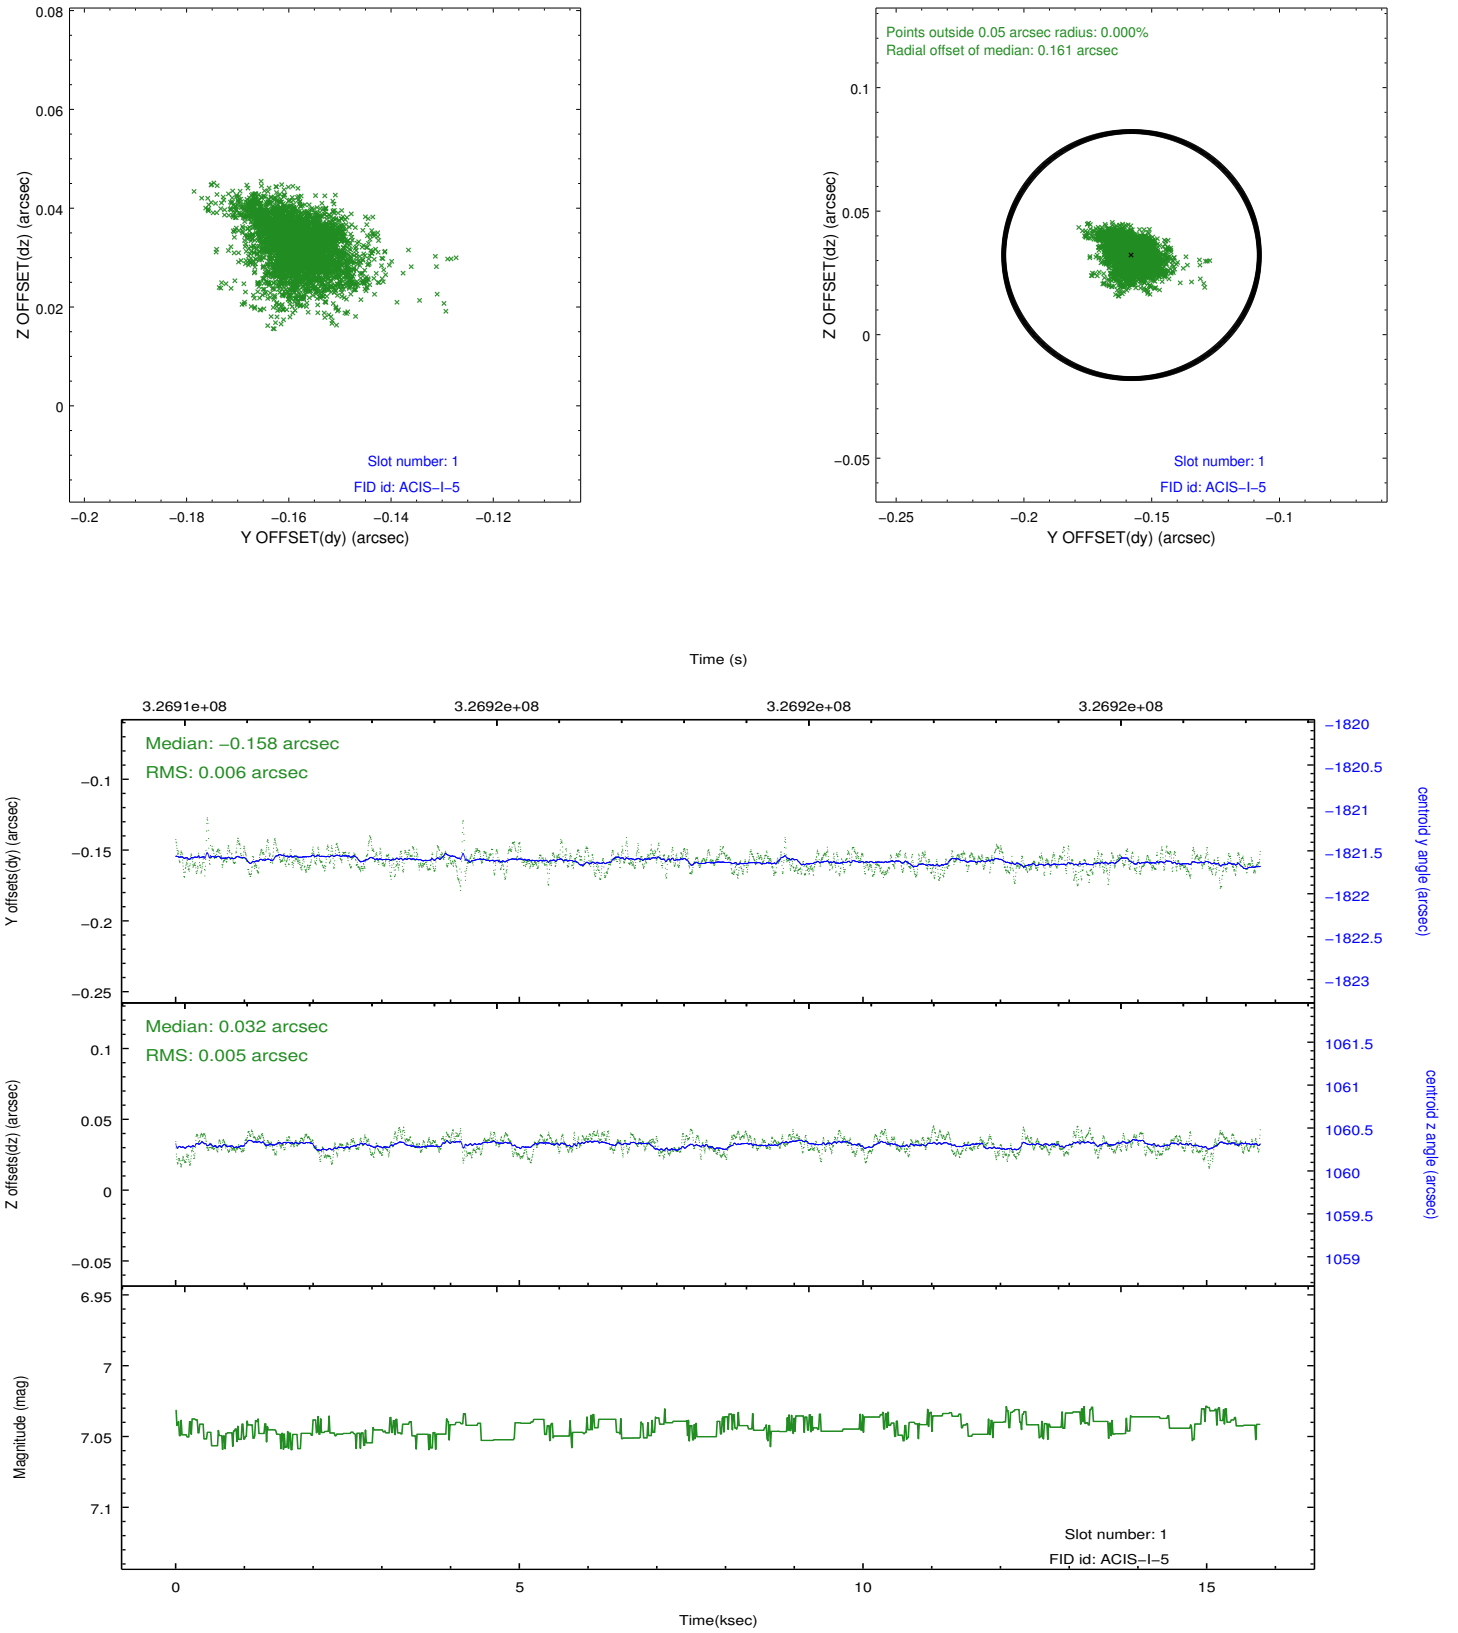 0.08
0.06
0.04
0.02
0
Z OFFSET(dz) (arcsec)
Slot number: 1
FID id: ACIS−I−5
−0.2 −0.18 −0.16 −0.14 −0.12
Y OFFSET(dy) (arcsec)
Points outside 0.05 arcsec radius: 0.000%
Radial offset of median: 0.161 arcsec
0.1
0.05
0
−0.05
Z OFFSET(dz) (arcsec)
Slot number: 1
FID id: ACIS−I−5
−0.25 −0.2 −0.15 −0.1
Y OFFSET(dy) (arcsec)
Time (s)
3.2691e+08 3.2692e+08 3.2692e+08 3.2692e+08
Median: −0.158 arcsec
RMS: 0.006 arcsec
−0.1
−0.15
−0.2
−0.25
Y offsets(dy) (arcsec)
−1820
−1820.5
−1821
−1821.5
−1822
−1822.5
−1823
centroid y angle (arcsec)
Median: 0.032 arcsec
RMS: 0.005 arcsec
0.1
0.05
0
−0.05
Z offsets(dz) (arcsec)
1061.5
1061
1060.5
1060
1059.5
1059
centroid z angle (arcsec)
6.95
7
7.05
7.1
Magnitude (mag)
Slot number: 1
FID id: ACIS−I−5
0 5 10 15
Time(ksec)